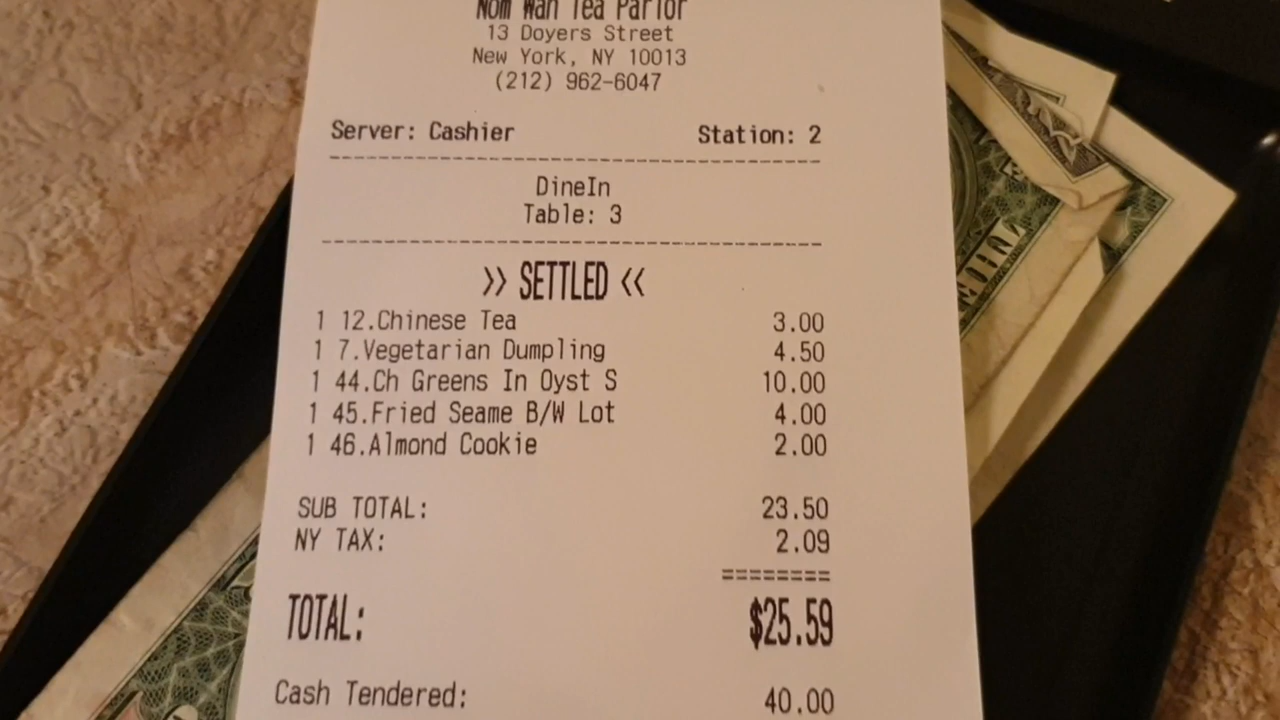 Nom Wah Tea Parlor
13 Doyers Street
New York, NY 10013
(212) 962-6047
Server: Cashier Station: 2
DineIn
Table: 3
>> SETTLED <<
1 12.Chinese Tea 3.00
1 7.Vegetarian Dumpling 4.50
1 44.Ch Greens In Oyst S 10.00
1 45.Fried Seame B/W Lot 4.00
1 46.Almond Cookie 2.00
SUB TOTAL: 23.50
NY TAX: 2.09
========
TOTAL: $25.59
Cash Tendered: 40.00